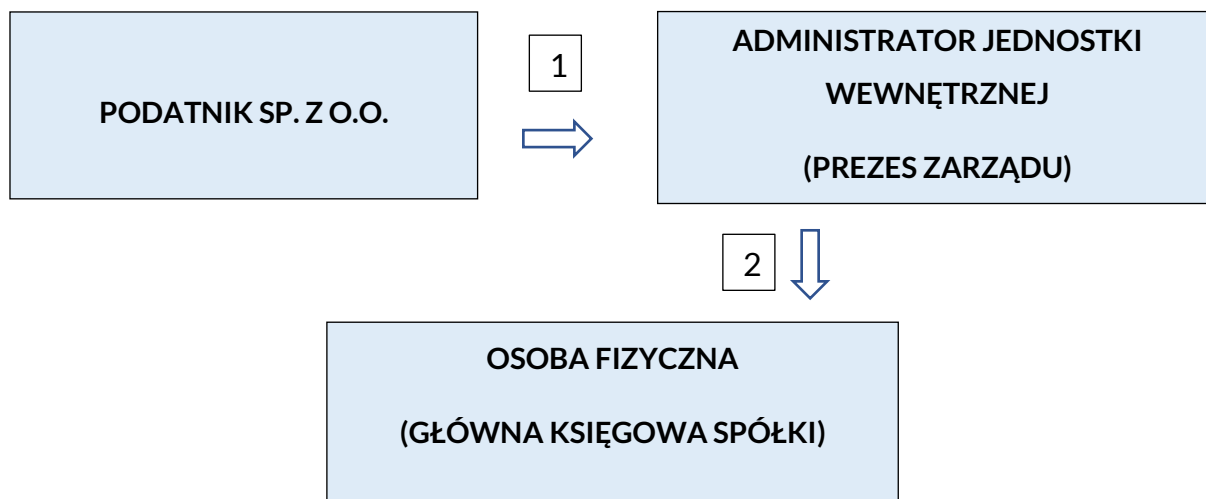 PODATNIK SP. Z O.O.
1
ADMINISTRATOR JEDNOSTKI
WEWNĘTRZNEJ
(PREZES ZARZĄDU)
2
OSOBA FIZYCZNA
(GŁÓWNA KSIĘGOWA SPÓŁKI)